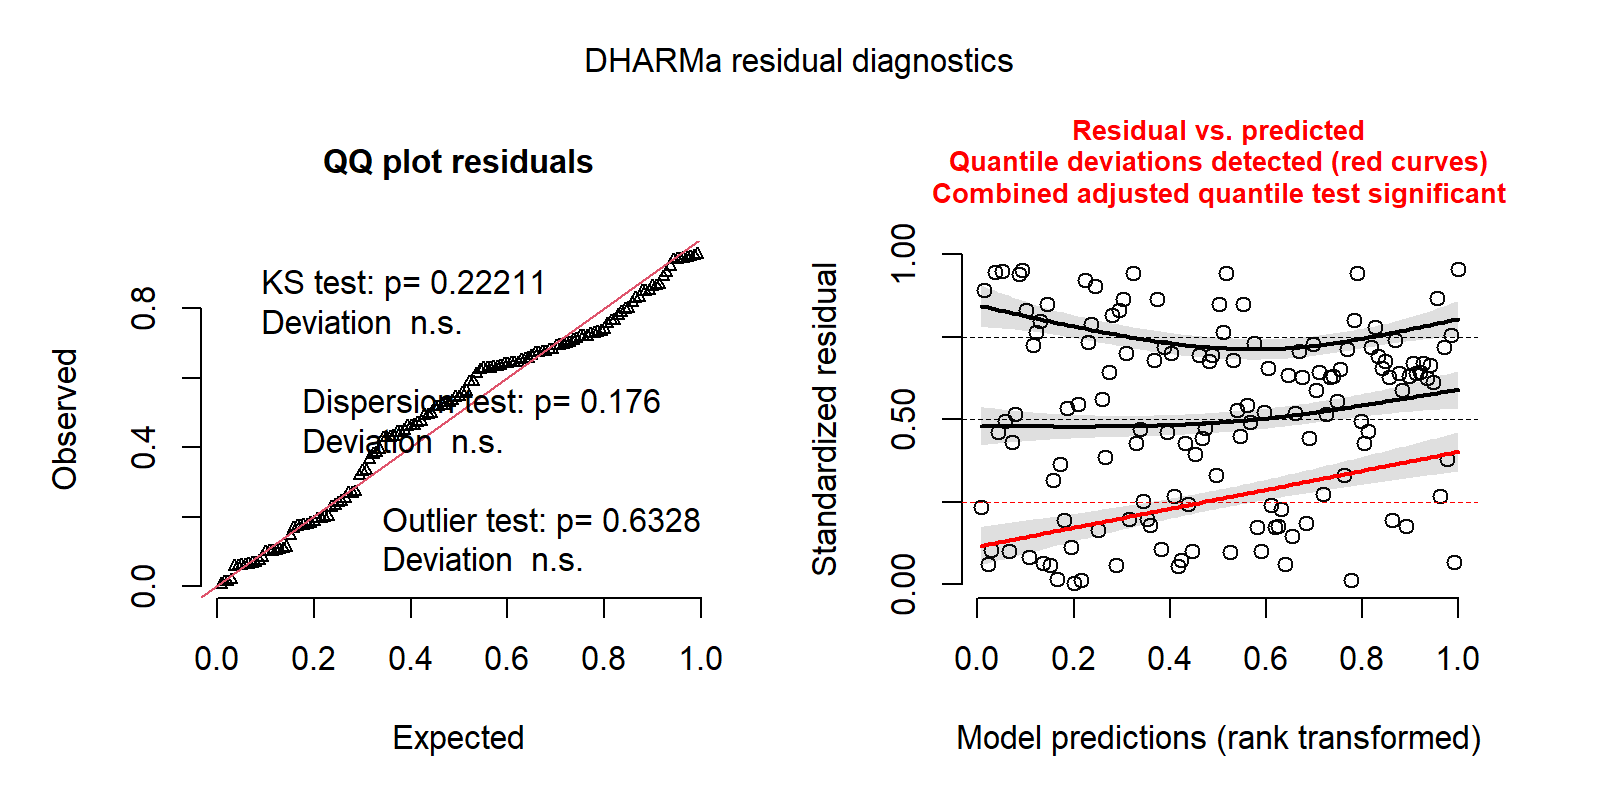 DHARMa residual diagnostics
QQ plot residuals
KS test: p= 0.22211
Deviation  n.s.
Dispersion test: p= 0.176
Deviation  n.s.
Outlier test: p= 0.6328
Deviation  n.s.
Observed
0.0
0.4
0.8
0.0 0.2 0.4 0.6 0.8 1.0
Expected
Residual vs. predicted
Quantile deviations detected (red curves)
Combined adjusted quantile test significant
Standardized residual
0.00
0.50
1.00
0.0 0.2 0.4 0.6 0.8 1.0
Model predictions (rank transformed)